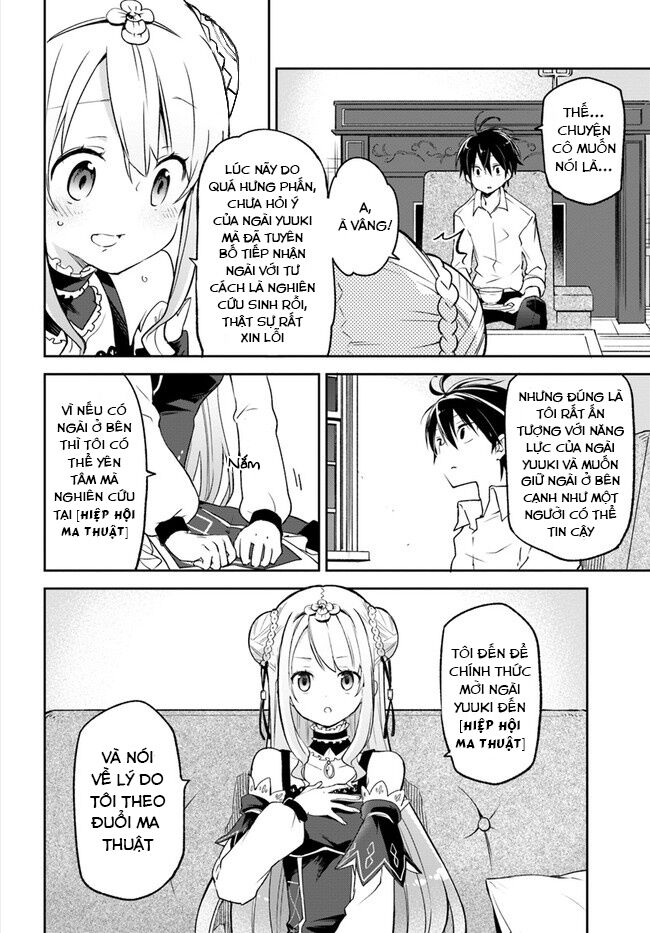 THẾ...
CHUYỆN
CÔ MUỐN
NÓI LÀ...
A,
À VÂNG!
LÚC NÃY DO
QUÁ HƯNG PHẤN,
CHƯA HỎI Ý
CỦA NGÀI YUUKI
MÀ ĐÃ TUYÊN
BỐ TIẾP NHẬN
NGÀI VỚI TƯ
CÁCH LÀ NGHIÊN
CỨU SINH RỒI,
THẬT SỰ RẤT
XIN LỖI
NHƯNG ĐÚNG LÀ
TÔI RẤT ẤN
TƯỢNG VỚI NĂNG
LỰC CỦA NGÀI
YUUKI VÀ MUỐN
GIỮ NGÀI Ở BÊN
CẠNH NHƯ MỘT
NGƯỜI CÓ THỂ
TIN CẬY
VÌ NẾU CÓ
NGÀI Ở BÊN
THÌ TÔI CÓ
THỂ YÊN
TÂM MÀ
NGHIÊN CỨU
TẠI [HIỆP HỘI
MA THUẬT]
Nắm
TÔI ĐẾN ĐỂ
CHÍNH THỨC
MỜI NGÀI
YUUKI ĐẾN
[HIỆP HỘI
MA THUẬT]
VÀ NÓI
VỀ LÝ DO
TÔI THEO
ĐUỔI MA
THUẬT